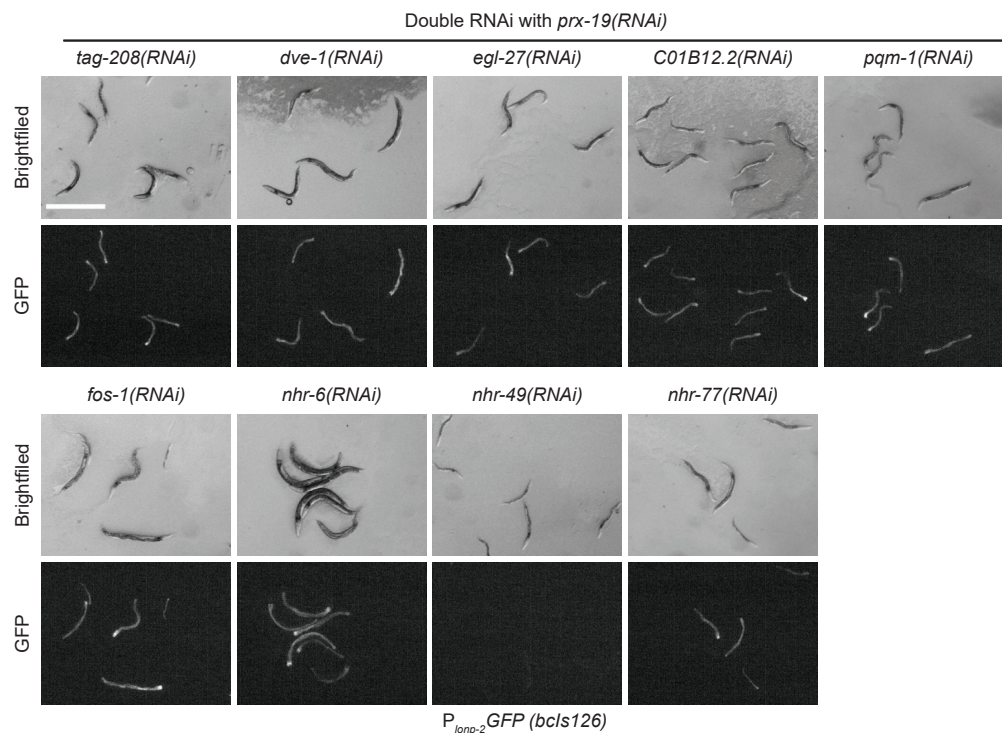 Double RNAi with prx-19(RNAi)
tag-208(RNAi) dve-1(RNAi) egl-27(RNAi) C01B12.2(RNAi) pqm-1(RNAi)
Brightfiled
GFP
fos-1(RNAi) nhr-6(RNAi) nhr-49(RNAi) nhr-77(RNAi)
Brightfiled
GFP
Plonp-2GFP (bcIs126)